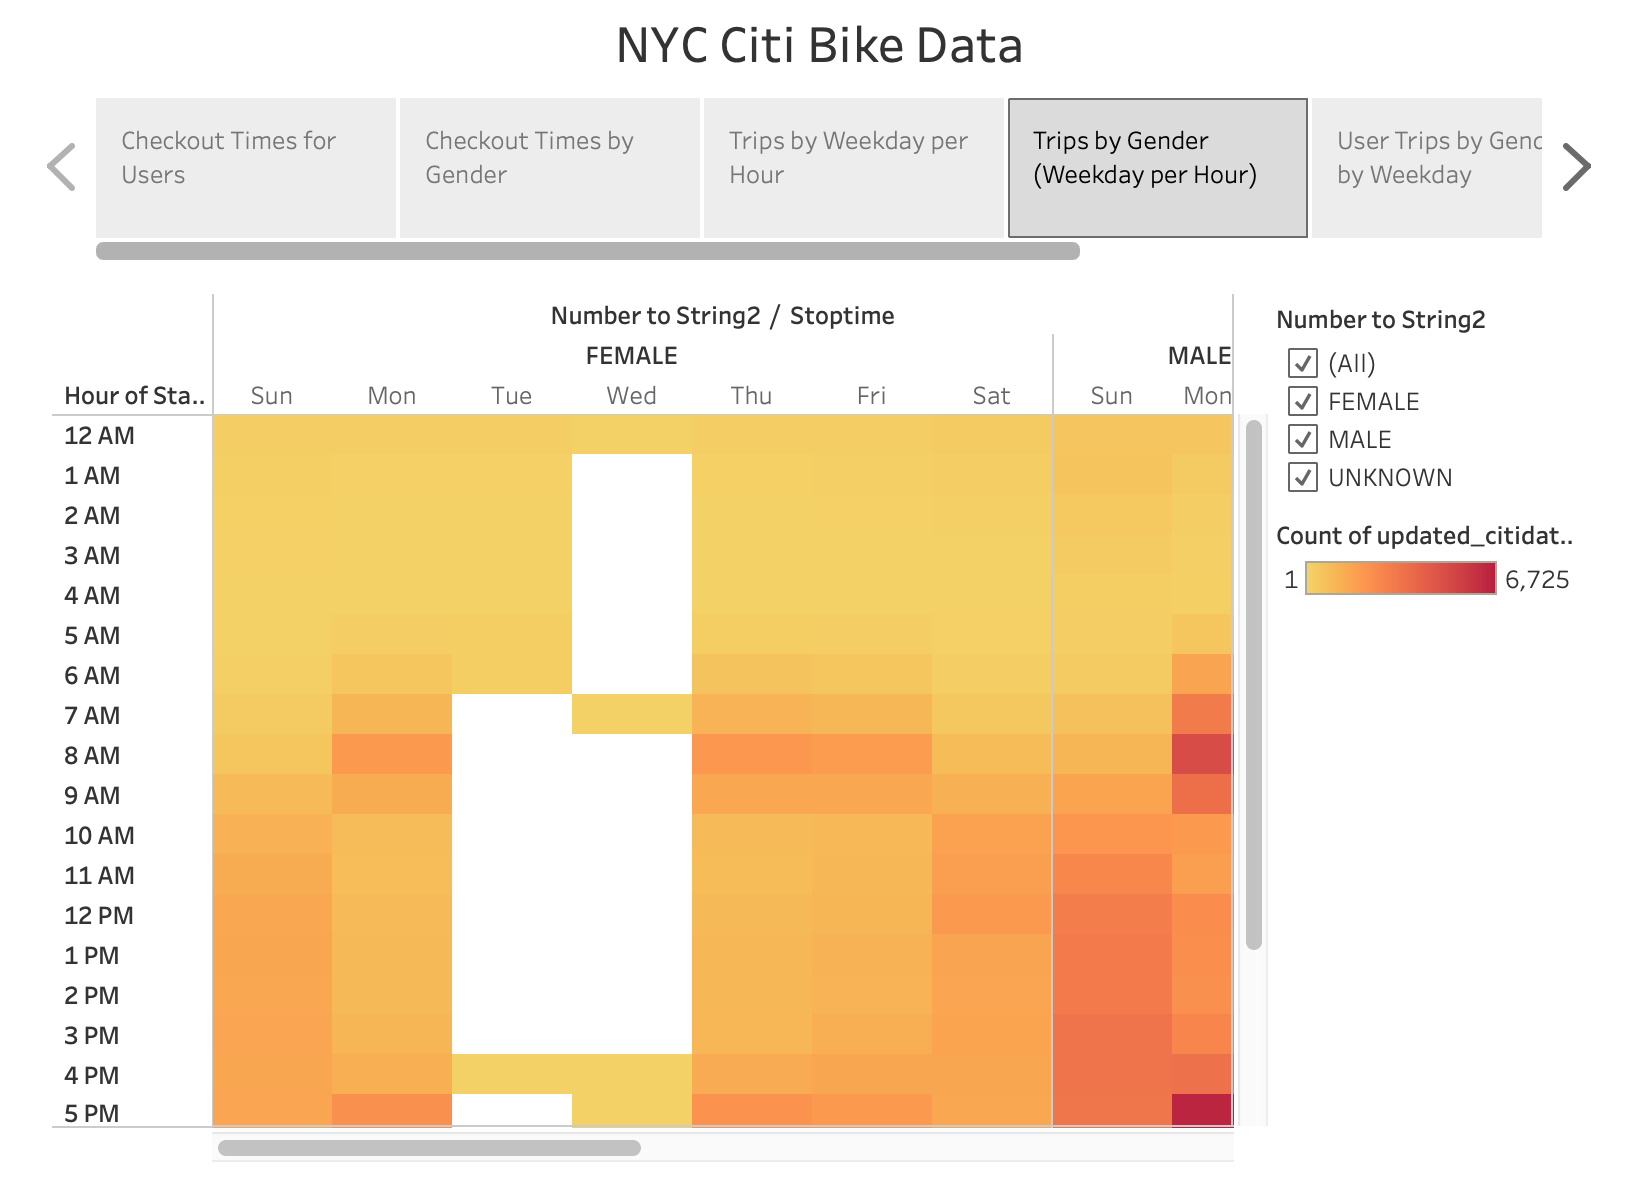 NYC Citi Bike Data
Checkout Times for
Users
Checkout Times by
Gender
Trips by Weekday per
Hour
Trips by Gender
(Weekday per Hour)
User Trips by Gend
by Weekday
Number to String2 / Stoptime
FEMALE
MALE
Hour of Sta..
Sun Mon Tue Wed Thu Fri Sat Sun Mon
12 AM
1 AM
2 AM
3 AM
4 AM
5 AM
6 AM
7 AM
8 AM
9 AM
10 AM
11 AM
12 PM
1 PM
2 PM
3 PM
4 PM
5 PM
Number to String2
(All)
FEMALE
MALE
UNKNOWN
Count of updated_citidat..
1 6,725